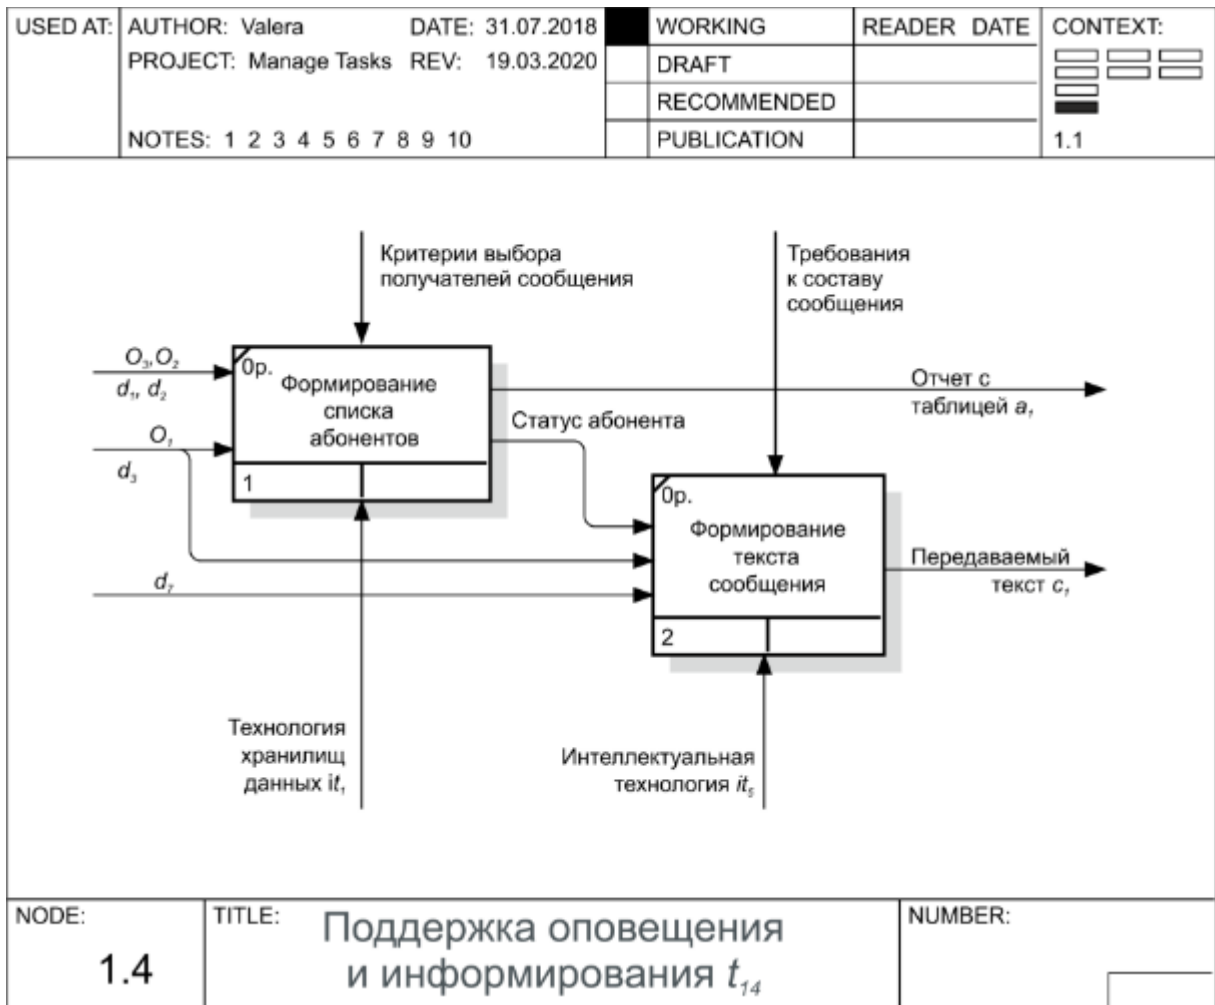 USED AT:
AUTHOR: Valera DATE: 31.07.2018
PROJECT: Manage Tasks REV: 19.03.2020
NOTES: 1 2 3 4 5 6 7 8 9 10
WORKING
DRAFT
RECOMMENDED
PUBLICATION
READER DATE
CONTEXT:
1.1
Критерии выбора
получателей сообщения
Требования
к составу
сообщения
O₃,O₂
d₁, d₂
O₁
d₃
d₇
0р.
Формирование
списка
абонентов
1
Отчет с
таблицей a₁
Статус абонента
0р.
Формирование
текста
сообщения
2
Передаваемый
текст c₁
Технология
хранилищ
данных it₁
Интеллектуальная
технология it₅
NODE:
1.4
TITLE:
Поддержка оповещения
и информирования t₁₄
NUMBER: